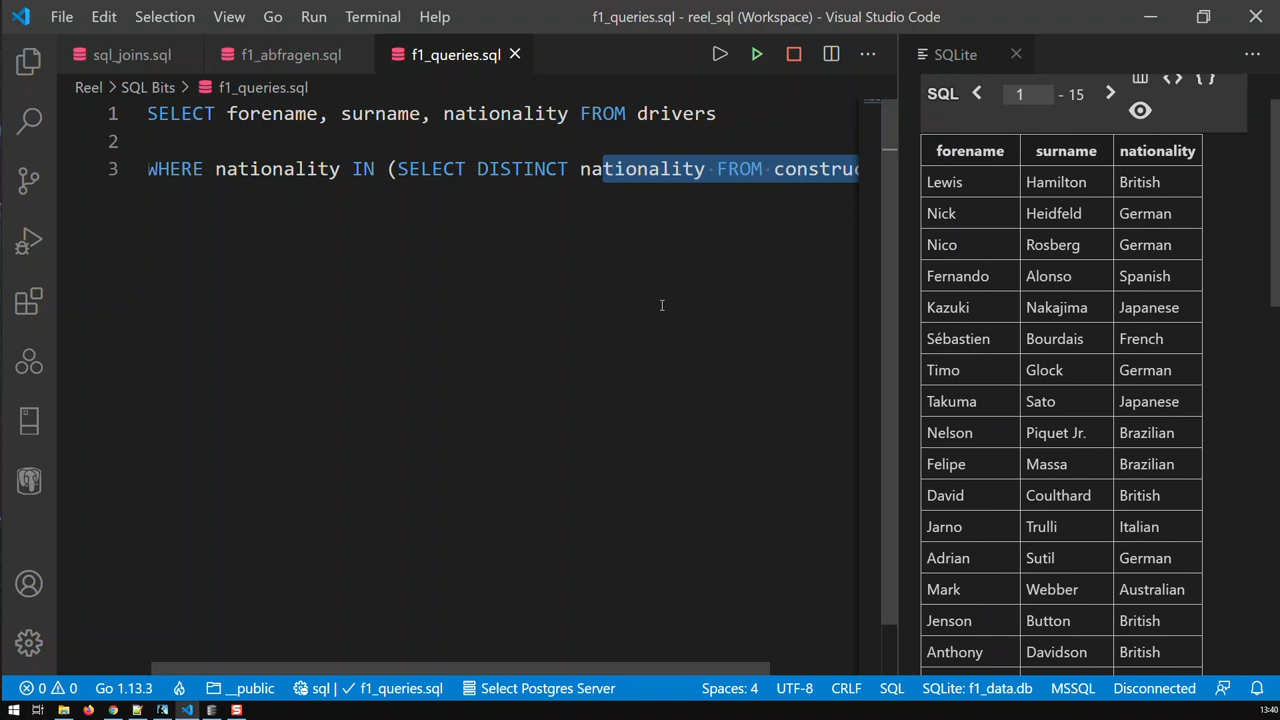 File Edit Selection View Go Run Terminal Help f1_queries.sql - reel_sql (Workspace) - Visual Studio Code
sql_joins.sql f1_abfragen.sql f1_queries.sql SQLite
Reel > SQL Bits > f1_queries.sql
SQL 1 - 15
1 SELECT forename, surname, nationality FROM drivers
2
3 WHERE nationality IN (SELECT DISTINCT nationality FROM construc
forename surname nationality
Lewis Hamilton British
Nick Heidfeld German
Nico Rosberg German
Fernando Alonso Spanish
Kazuki Nakajima Japanese
Sébastien Bourdais French
Timo Glock German
Takuma Sato Japanese
Nelson Piquet Jr. Brazilian
Felipe Massa Brazilian
David Coulthard British
Jarno Trulli Italian
Adrian Sutil German
Mark Webber Australian
Jenson Button British
Anthony Davidson British
0 0 Go 1.13.3 __public sql | ✓ f1_queries.sql Select Postgres Server Spaces: 4 UTF-8 CRLF SQL SQLite: f1_data.db MSSQL Disconnected
13:40